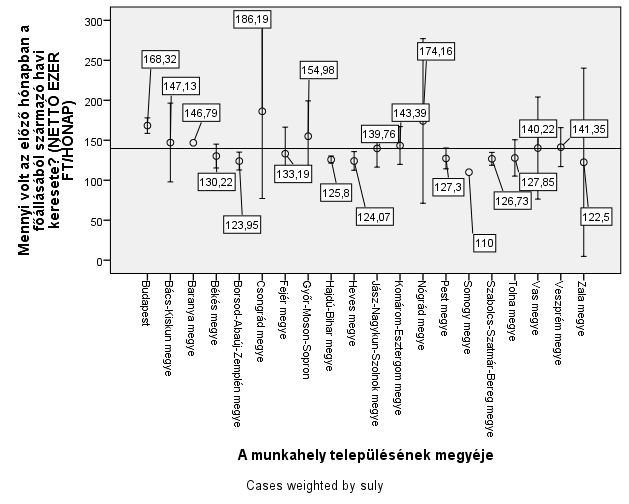 Mennyi volt az előző hónapban a
főállásából származó havi
keresete? (NETTÓ EZER
FT/HÓNAP)
300
250
200
150
100
50
0
168,32
147,13
146,79
130,22
123,95
186,19
133,19
154,98
125,8
124,07
139,76
143,39
174,16
127,3
110
126,73
127,85
140,22
141,35
122,5
Budapest
Bács-Kiskun megye
Baranya megye
Békés megye
Borsod-Abaúj-Zemplén megye
Csongrád megye
Fejér megye
Győr-Moson-Sopron
Hajdú-Bihar megye
Heves megye
Jász-Nagykun-Szolnok megye
Komárom-Esztergom megye
Nógrád megye
Pest megye
Somogy megye
Szabolcs-Szatmár-Bereg megye
Tolna megye
Vas megye
Veszprém megye
Zala megye
A munkahely településének megyéje
Cases weighted by suly